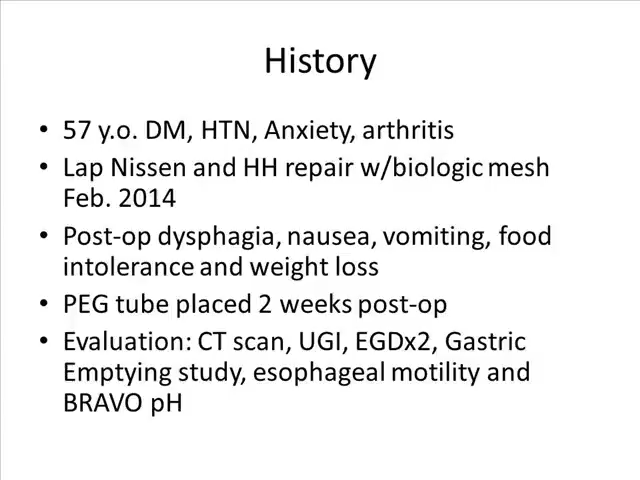 History
• 57 y.o. DM, HTN, Anxiety, arthritis
• Lap Nissen and HH repair w/biologic mesh
Feb. 2014
• Post-op dysphagia, nausea, vomiting, food
intolerance and weight loss
• PEG tube placed 2 weeks post-op
• Evaluation: CT scan, UGI, EGDx2, Gastric
Emptying study, esophageal motility and
BRAVO pH